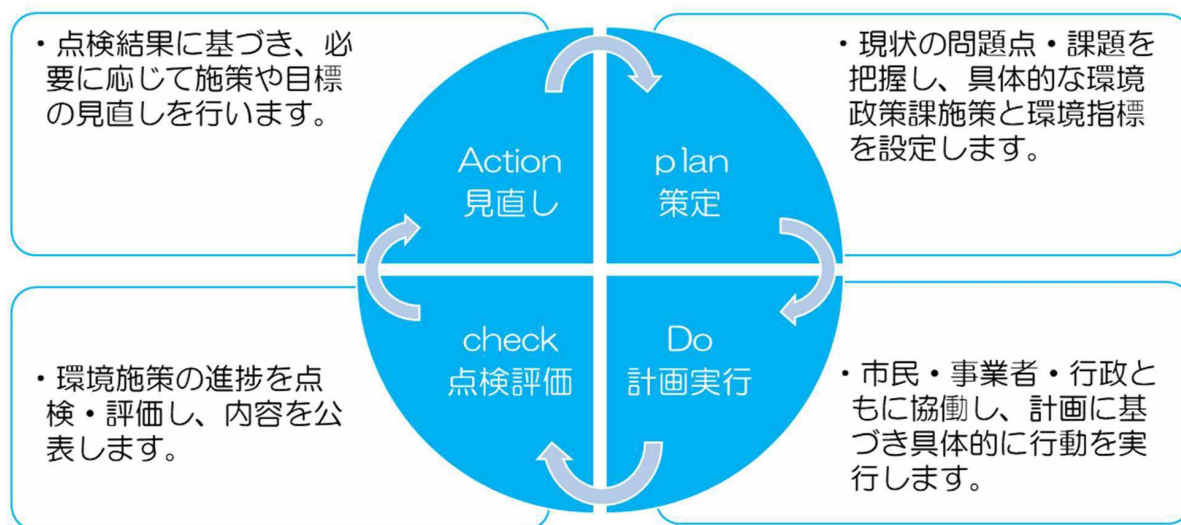 ・点検結果に基づき、必
要に応じて施策や目標
の見直しを行います。
・現状の問題点・課題を
把握し、具体的な環境
政策課施策と環境指標
を設定します。
Action
見直し
plan
策定
check
点検評価
Do
計画実行
・環境施策の進捗を点
検・評価し、内容を公
表します。
・市民・事業者・行政と
もに協働し、計画に基
づき具体的に行動を実
行します。